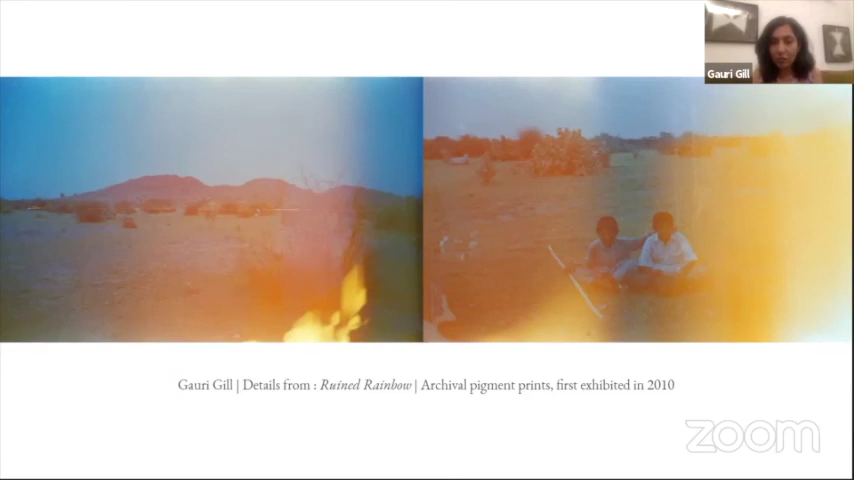 Gauri Gill
Gauri Gill | Details from : Ruined Rainbow | Archival pigment prints, first exhibited in 2010
zoom